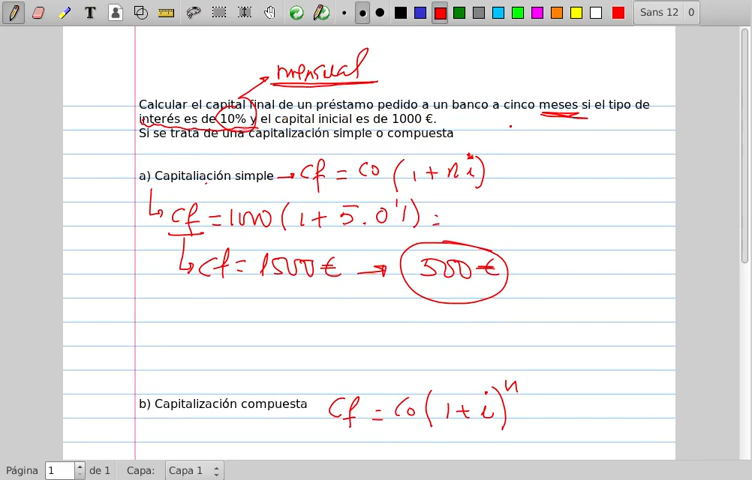 T Sans 12 0
mensual
Calcular el capital final de un préstamo pedido a un banco a cinco meses si el tipo de
interés es de 10% y el capital inicial es de 1000 €.
Si se trata de una capitalización simple o compuesta
a) Capitaliación simple → Cf = Co (1 + n i)
Cf = 1000 (1 + 5. 0'1) =
Cf = 1500 € → 500 €
b) Capitalización compuesta Cf = Co (1 + i)^n
Página 1 de 1 Capa: Capa 1